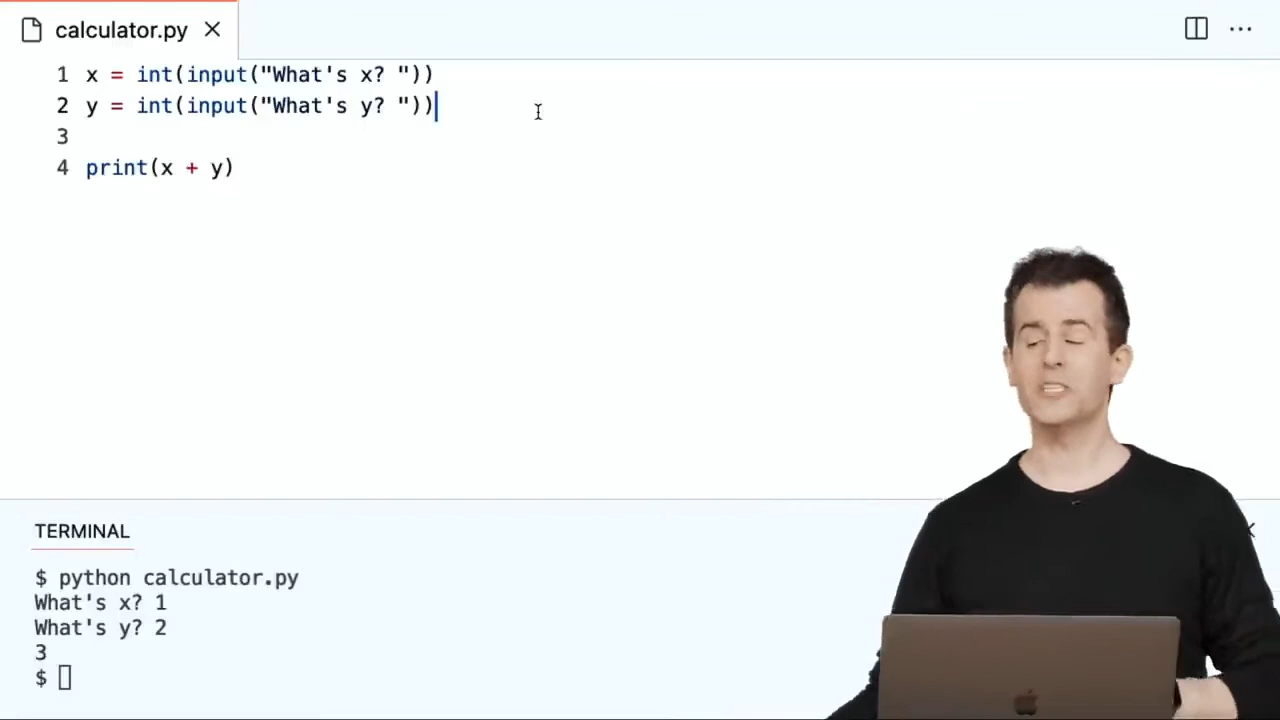 calculator.py
1 x = int(input("What's x? "))
2 y = int(input("What's y? "))
3
4 print(x + y)
TERMINAL
$ python calculator.py
What's x? 1
What's y? 2
3
$